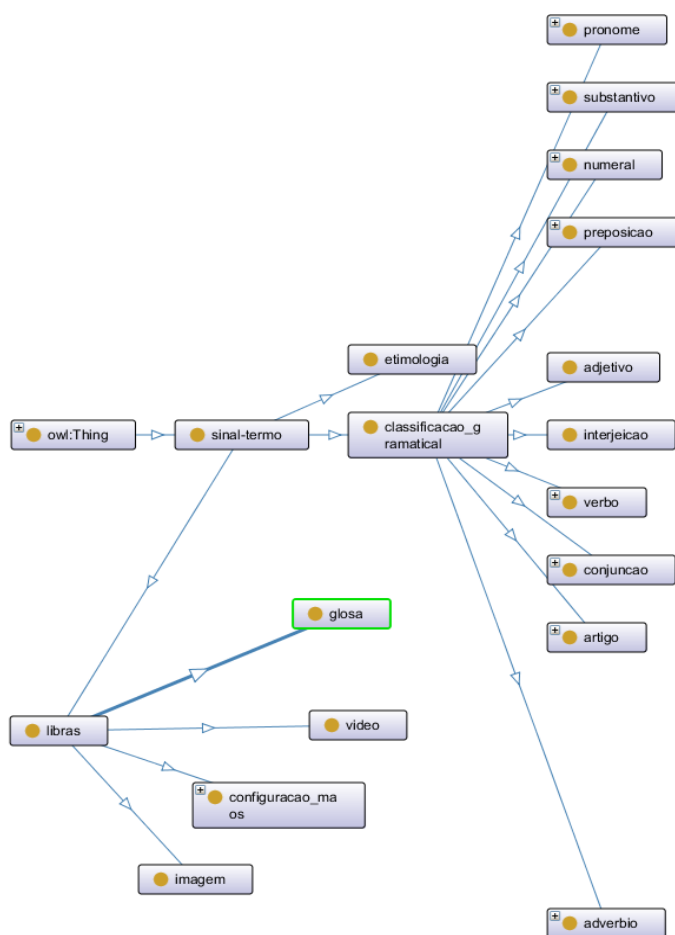 pronome
substantivo
numeral
preposicao
etimologia
adjetivo
owl:Thing
sinal-termo
classificacao_g
ramatical
interjeicao
verbo
conjuncao
glosa
artigo
libras
video
configuracao_ma
os
imagem
adverbio